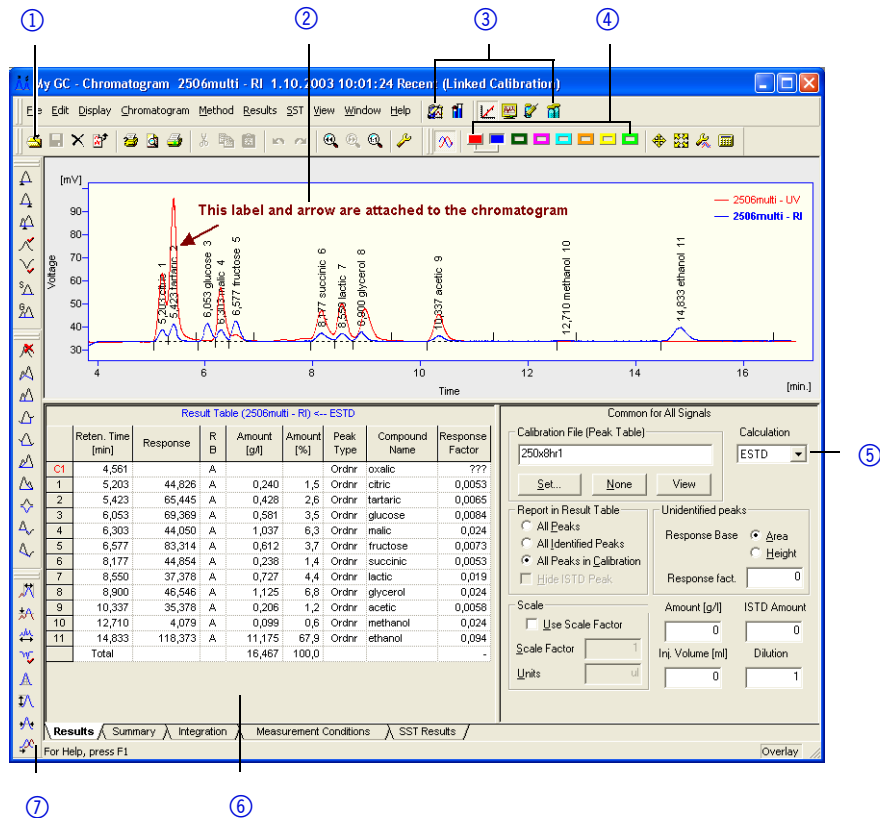 ① ② ③ ④
My GC - Chromatogram 2506multi - RI 1.10.2003 10:01:24 Recent (Linked Calibration)
File Edit Display Chromatogram Method Results SST View Window Help
[mV]
This label and arrow are attached to the chromatogram
2506multi - UV
2506multi - RI
Voltage
90
80
70
60
50
40
30
5,203 citric 1
5,423 tartaric 2
6,053 glucose 3
6,303 malic 4
6,577 fructose 5
8,177 succinic 6
8,550 lactic 7
8,900 glycerol 8
10,337 acetic 9
12,710 methanol 10
14,833 ethanol 11
4 6 8 10 12 14 16
Time
[min.]
Result Table (2506multi - RI) <-- ESTD
Reten. Time [min] Response R B Amount [g/l] Amount [%] Peak Type Compound Name Response Factor
C1 4,561 A Ordnr oxalic ???
1 5,203 44,826 A 0,240 1,5 Ordnr citric 0,0053
2 5,423 65,445 A 0,428 2,6 Ordnr tartaric 0,0065
3 6,053 69,369 A 0,581 3,5 Ordnr glucose 0,0084
4 6,303 44,050 A 1,037 6,3 Ordnr malic 0,024
5 6,577 83,314 A 0,612 3,7 Ordnr fructose 0,0073
6 8,177 44,854 A 0,238 1,4 Ordnr succinic 0,0053
7 8,550 37,378 A 0,727 4,4 Ordnr lactic 0,019
8 8,900 46,546 A 1,125 6,8 Ordnr glycerol 0,024
9 10,337 35,378 A 0,206 1,2 Ordnr acetic 0,0058
10 12,710 4,079 A 0,099 0,6 Ordnr methanol 0,024
11 14,833 118,373 A 11,175 67,9 Ordnr ethanol 0,094
Total 16,467 100,0 -
Common for All Signals
Calibration File (Peak Table)
250x8hr1
Set... None View
Calculation
ESTD
⑤
Report in Result Table
All Peaks
All Identified Peaks
All Peaks in Calibration
Hide ISTD Peak
Unidentified peaks
Response Base
Area
Height
Response fact. 0
Scale
Use Scale Factor
Scale Factor 1
Units ul
Amount [g/l] ISTD Amount
0 0
Inj. Volume [ml] Dilution
0 1
Results Summary Integration Measurement Conditions SST Results
For Help, press F1
Overlay
⑦ ⑥